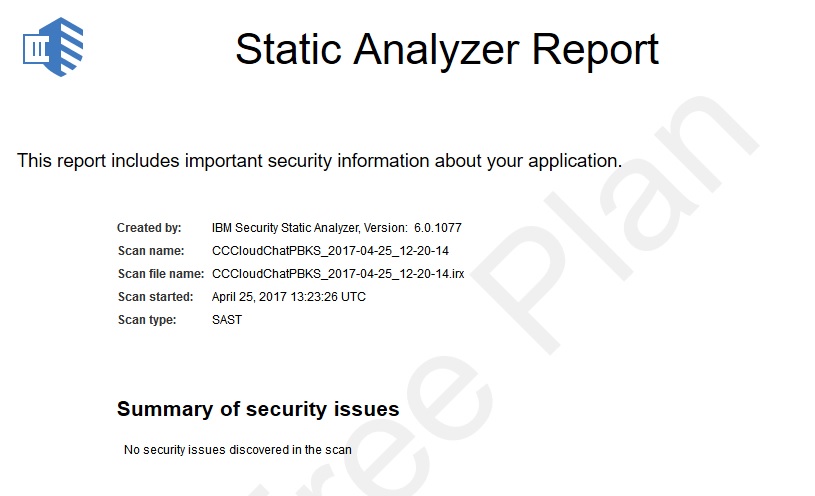 Static Analyzer Report
This report includes important security information about your application.
Created by: IBM Security Static Analyzer, Version: 6.0.1077
Scan name: CCCloudChatPBKS_2017-04-25_12-20-14
Scan file name: CCCloudChatPBKS_2017-04-25_12-20-14.irx
Scan started: April 25, 2017 13:23:26 UTC
Scan type: SAST
Summary of security issues
No security issues discovered in the scan
Free Plan